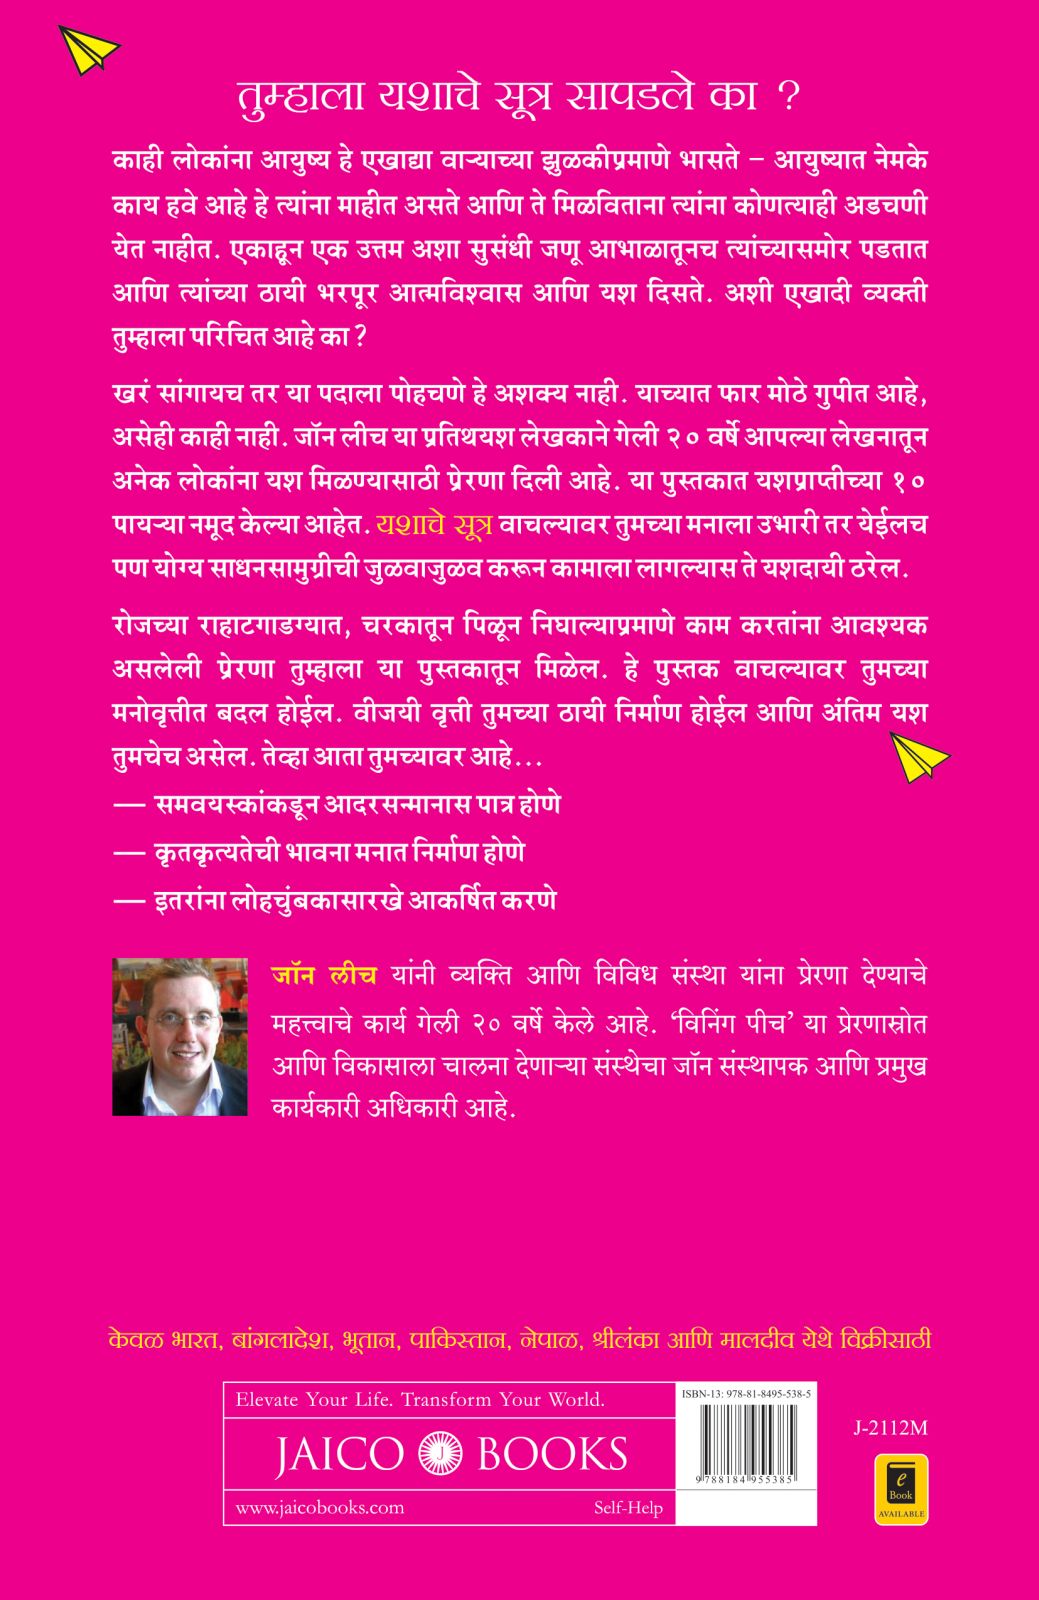 तुम्हाला यशाचे सूत्र सापडले का ?
काही लोकांना आयुष्य हे एखाद्या वाऱ्याच्या झुळकीप्रमाणे भासते – आयुष्यात नेमके
काय हवे आहे हे त्यांना माहीत असते आणि ते मिळविताना त्यांना कोणत्याही अडचणी
येत नाहीत. एकाहून एक उत्तम अशा सुसंधी जणू आभाळातूनच त्यांच्यासमोर पडतात
आणि त्यांच्या ठायी भरपूर आत्मविश्वास आणि यश दिसते. अशी एखादी व्यक्ती
तुम्हाला परिचित आहे का?
खरं सांगायच तर या पदाला पोहचणे हे अशक्य नाही. याच्यात फार मोठे गुपीत आहे,
असेही काही नाही. जॉन लीच या प्रतिथयश लेखकाने गेली २० वर्षे आपल्या लेखनातून
अनेक लोकांना यश मिळण्यासाठी प्रेरणा दिली आहे. या पुस्तकात यशप्राप्तीच्या १०
पायऱ्या नमूद केल्या आहेत. यशाचे सूत्र वाचल्यावर तुमच्या मनाला उभारी तर येईलच
पण योग्य साधनसामुग्रीची जुळवाजुळव करून कामाला लागल्यास ते यशदायी ठरेल.
रोजच्या राहाटगाडग्यात, चरकातून पिळून निघाल्याप्रमाणे काम करतांना आवश्यक
असलेली प्रेरणा तुम्हाला या पुस्तकातून मिळेल. हे पुस्तक वाचल्यावर तुमच्या
मनोवृत्तीत बदल होईल. वीजयी वृत्ती तुमच्या ठायी निर्माण होईल आणि अंतिम यश
तुमचेच असेल. तेव्हा आता तुमच्यावर आहे...
— समवयस्कांकडून आदरसन्मानास पात्र होणे
— कृतकृत्यतेची भावना मनात निर्माण होणे
— इतरांना लोहचुंबकासारखे आकर्षित करणे
जॉन लीच यांनी व्यक्ति आणि विविध संस्था यांना प्रेरणा देण्याचे
महत्त्वाचे कार्य गेली २० वर्षे केले आहे. ‘विनिंग पीच’ या प्रेरणास्रोत
आणि विकासाला चालना देणाऱ्या संस्थेचा जॉन संस्थापक आणि प्रमुख
कार्यकारी अधिकारी आहे.
केवळ भारत, बांगलादेश, भूतान, पाकिस्तान, नेपाळ, श्रीलंका आणि मालदीव येथे विक्रीसाठी
Elevate Your Life. Transform Your World.
JAICO J BOOKS
www.jaicobooks.com Self-Help
ISBN-13: 978-81-8495-538-5
9 788184 955385
J-2112M
e
Book
AVAILABLE